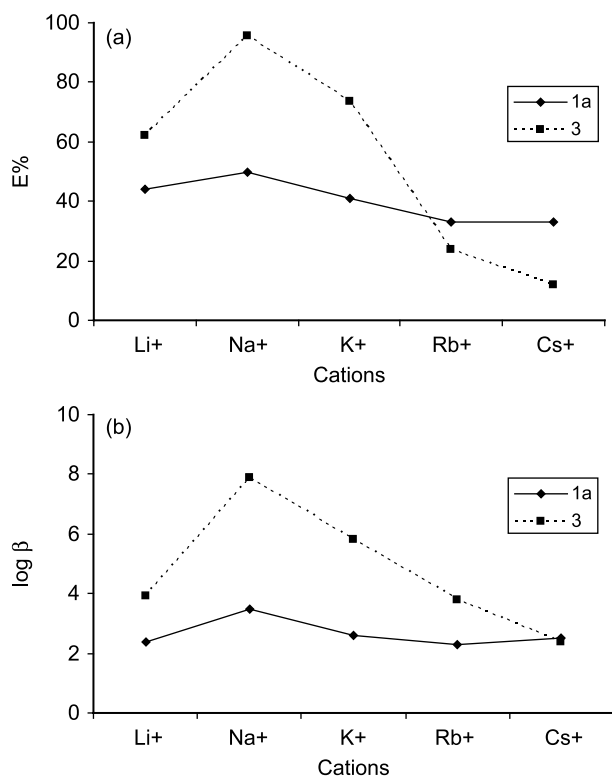 (a)
100
80
60
40
20
0
E%
1a
3
Li+ Na+ K+ Rb+ Cs+
Cations
(b)
10
8
6
4
2
0
log β
1a
3
Li+ Na+ K+ Rb+ Cs+
Cations